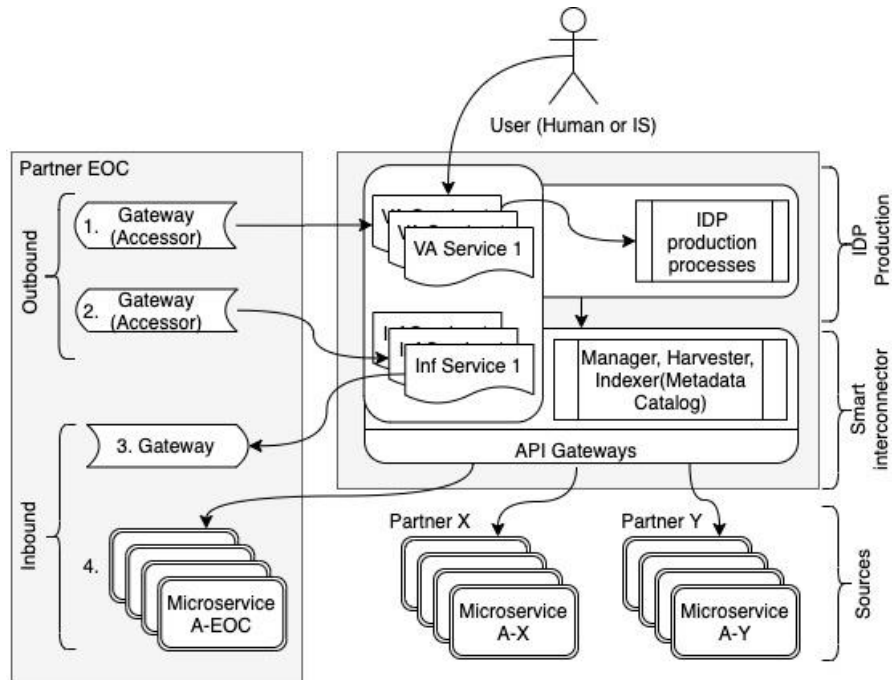 User (Human or IS)
Partner EOC
Outbound
1. Gateway
(Accessor)
2. Gateway
(Accessor)
VA Service 1
IDP
production
processes
IDP
Production
Inf Service 1
Manager, Harvester,
Indexer(Metadata
Catalog)
Smart
interconnector
API Gateways
Inbound
3. Gateway
4.
Microservice
A-EOC
Partner X
Microservice
A-X
Partner Y
Microservice
A-Y
Sources